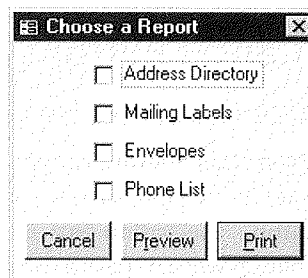 Choose a Report
Address Directory
Mailing Labels
Envelopes
Phone List
Cancel Preview Print